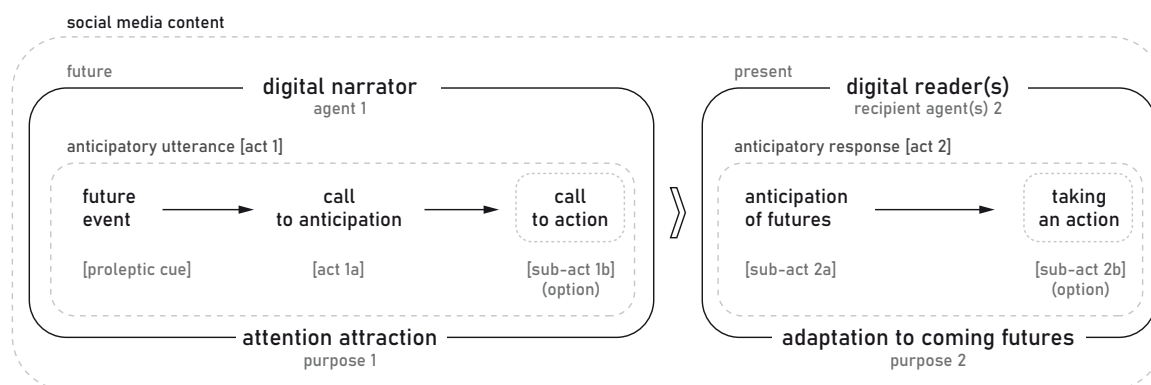 social media content
future
digital narrator
agent 1
anticipatory utterance [act 1]
future
event
call
to anticipation
call
to action
[proleptic cue]
[act 1a]
[sub-act 1b]
(option)
attention attraction
purpose 1
present
digital reader(s)
recipient agent(s) 2
anticipatory response [act 2]
anticipation
of futures
taking
an action
[sub-act 2a]
[sub-act 2b]
(option)
adaptation to coming futures
purpose 2